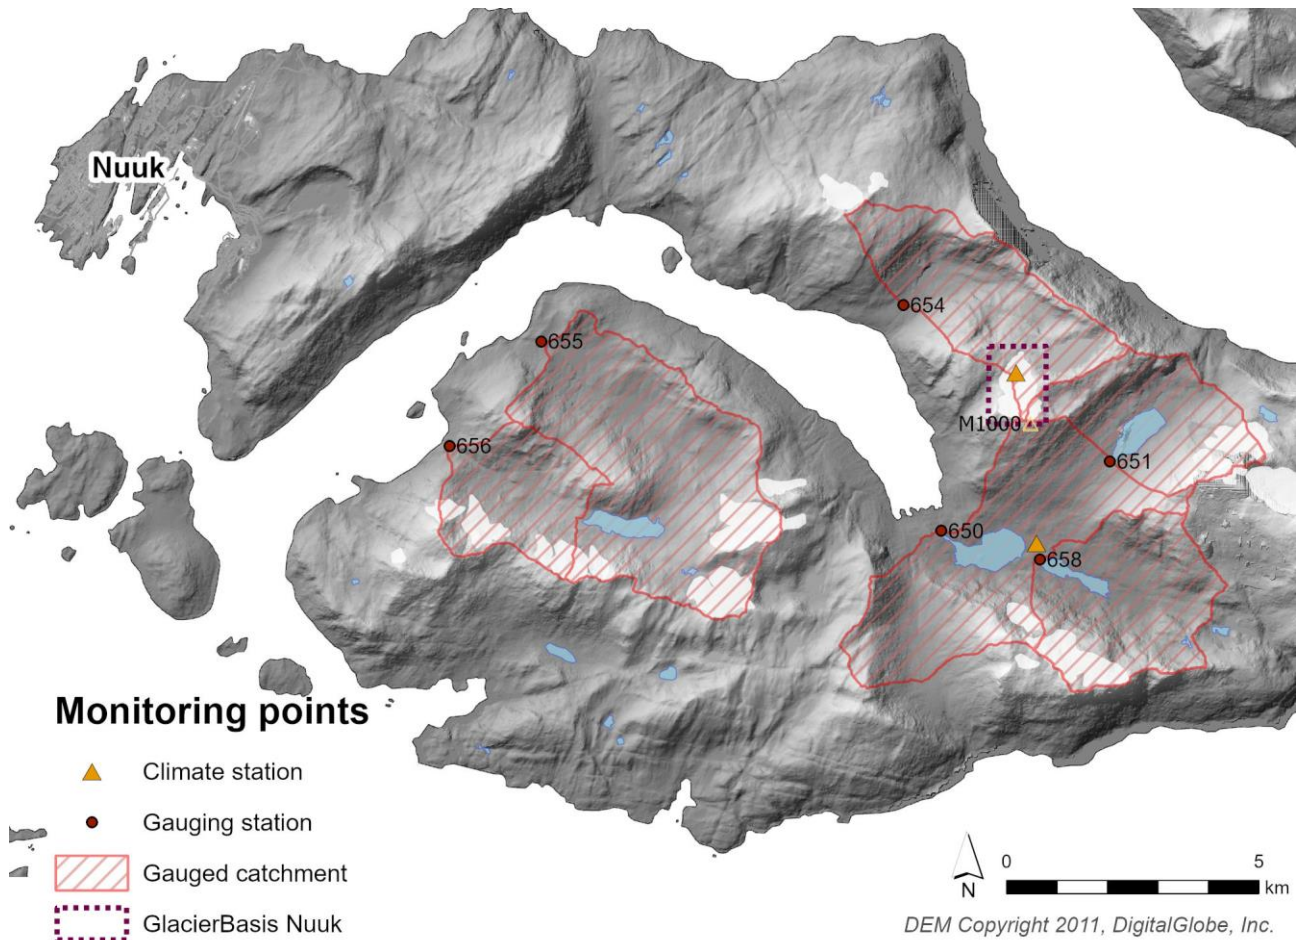 Nuuk
654
655
M1000
656
651
650
658
Monitoring points
Climate station
Gauging station
Gauged catchment
GlacierBasis Nuuk
N
0 5
km
DEM Copyright 2011, DigitalGlobe, Inc.